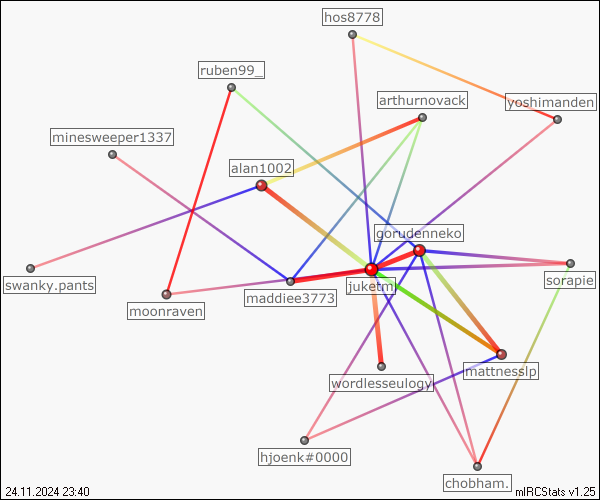 hos8778
ruben99_
arthurnovack
yoshimanden
minesweeper1337
alan1002
gorudenneko
swanky.pants
moonraven
maddiee3773
juketm
sorapie
mattnesslp
wordlesseulogy
hjoenk#0000
chobham.
24.11.2024 23:40
mIRCStats v1.25